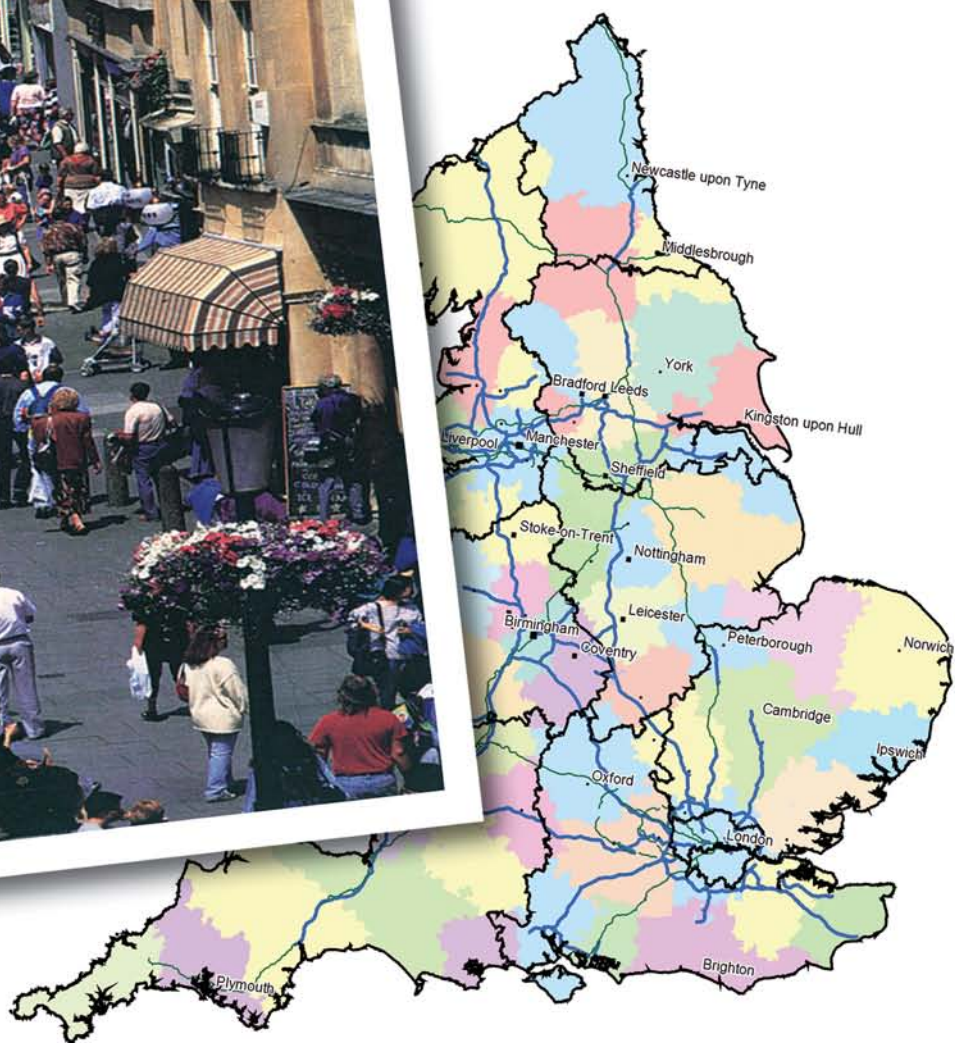 Newcastle upon Tyne
Middlesbrough
York
Bradford Leeds
Kingston upon Hull
Liverpool
Manchester
Sheffield
Stoke-on-Trent
Nottingham
Leicester
Birmingham
Coventry
Peterborough
Norwich
Cambridge
Ipswich
Oxford
London
Brighton
Plymouth